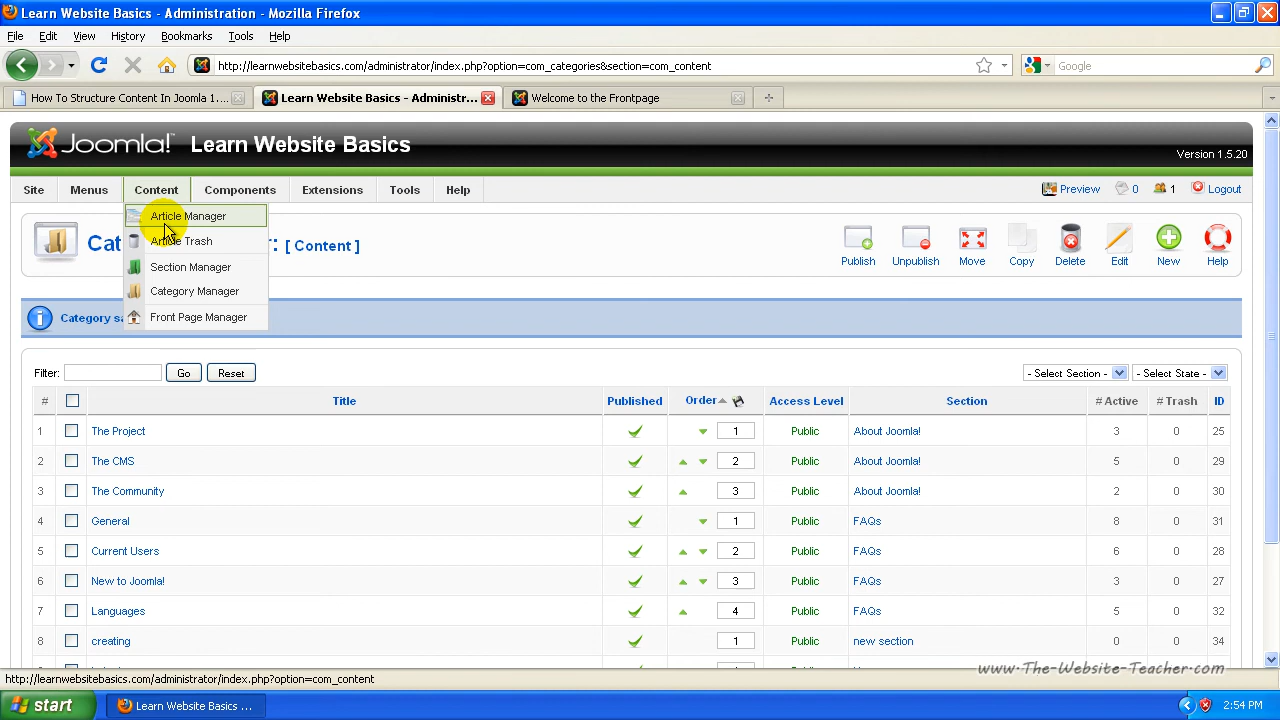 Learn Website Basics - Administration - Mozilla Firefox
File Edit View History Bookmarks Tools Help
http://learnwebsitebasics.com/administrator/index.php?option=com_categories&section=com_content
Google
How To Structure Content In Joomla 1.... Learn Website Basics - Administr... Welcome to the Frontpage
Joomla!™ Learn Website Basics
Version 1.5.20
Site Menus Content Components Extensions Tools Help Preview 0 1 Logout
Article Manager
Article Trash
Section Manager
Category Manager
Front Page Manager
[ Content ]
Publish Unpublish Move Copy Delete Edit New Help
Category sa
Filter: Go Reset - Select Section - - Select State -
# Title Published Order Access Level Section # Active # Trash ID
1 The Project 1 Public About Joomla! 3 0 25
2 The CMS 2 Public About Joomla! 5 0 29
3 The Community 3 Public About Joomla! 2 0 30
4 General 1 Public FAQs 8 0 31
5 Current Users 2 Public FAQs 6 0 28
6 New to Joomla! 3 Public FAQs 3 0 27
7 Languages 4 Public FAQs 5 0 32
8 creating 1 Public new section 0 0 34
www.The-Website-Teacher.com
http://learnwebsitebasics.com/administrator/index.php?option=com_content
start Learn Website Basics ... 2:54 PM